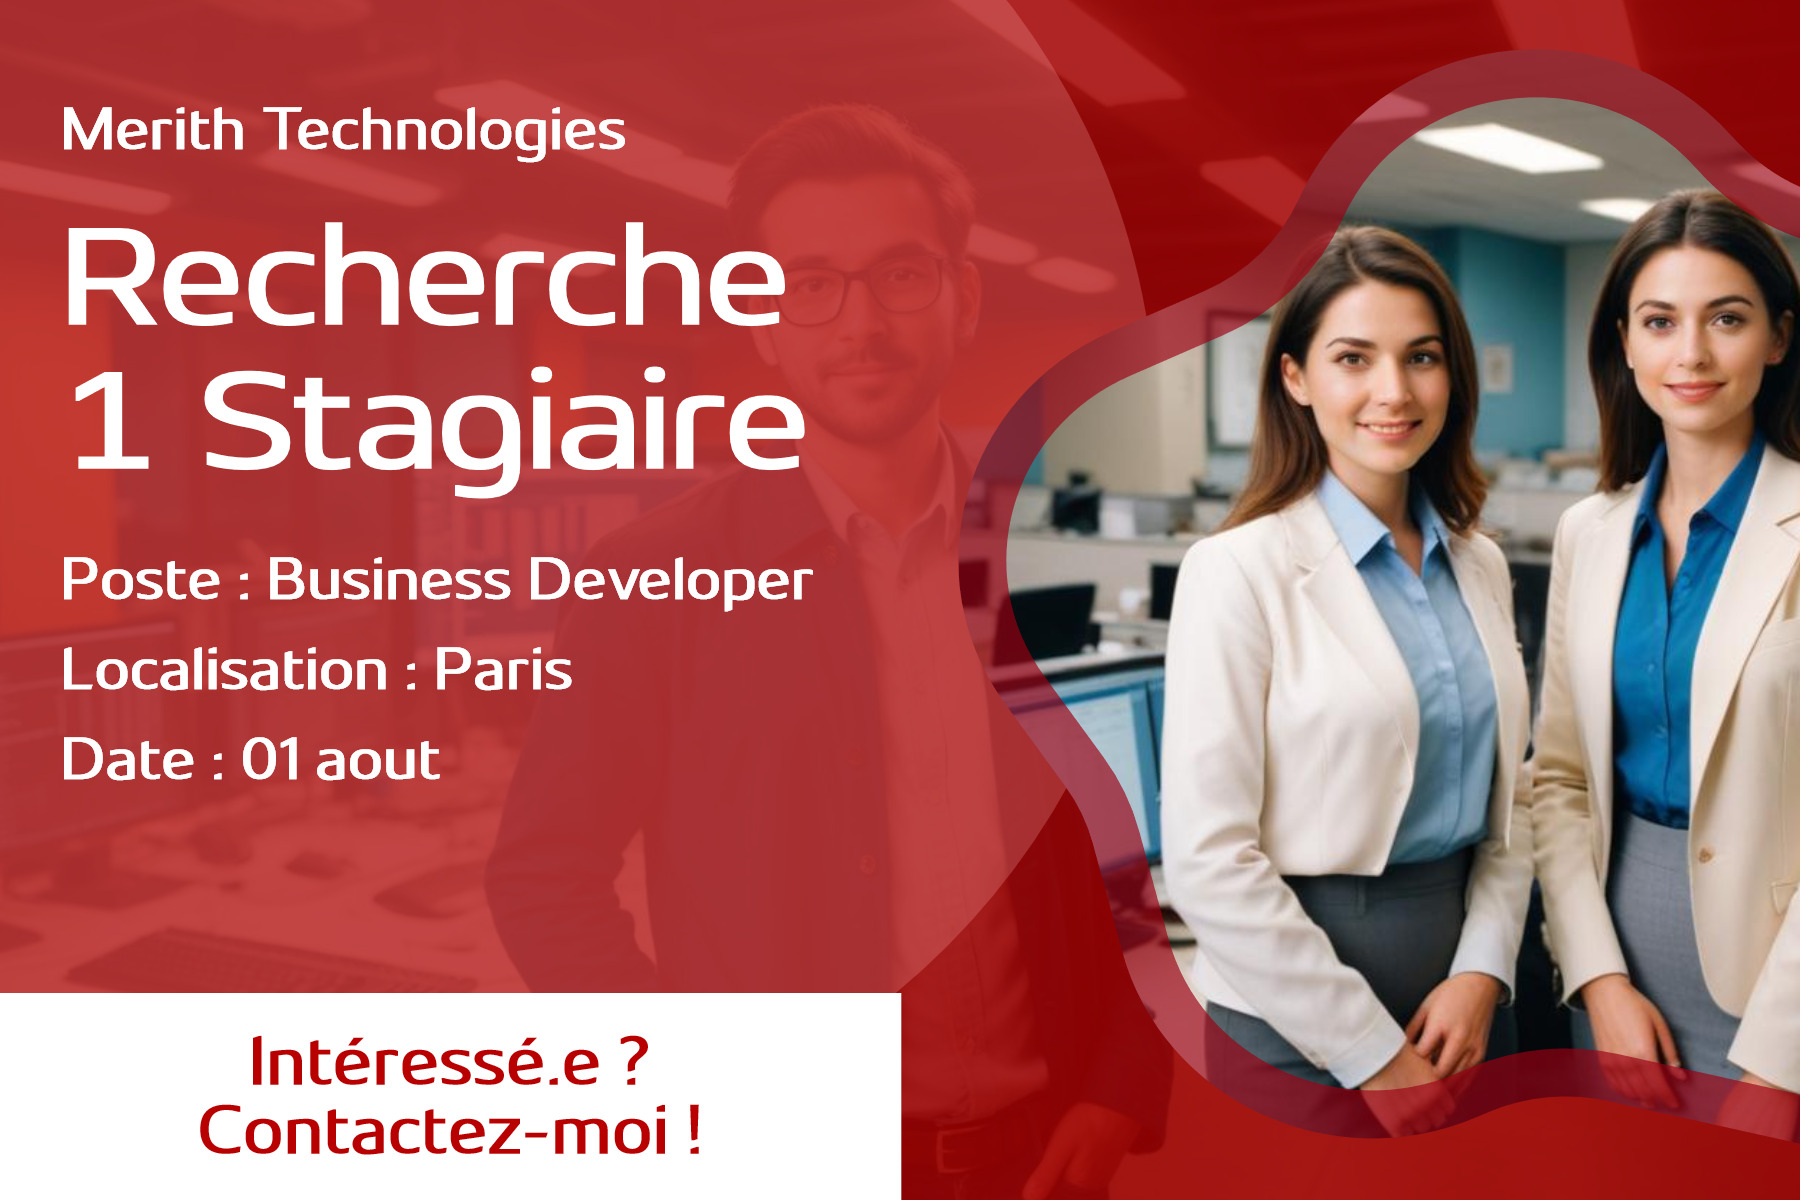 Merith Technologies
Recherche
1 Stagiaire
Poste : Business Developer
Localisation : Paris
Date : 01 aout
Intéressé.e ?
Contactez-moi !